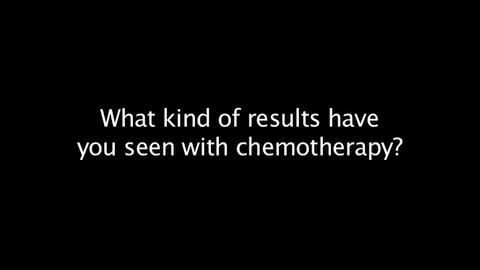 What kind of results have
you seen with chemotherapy?